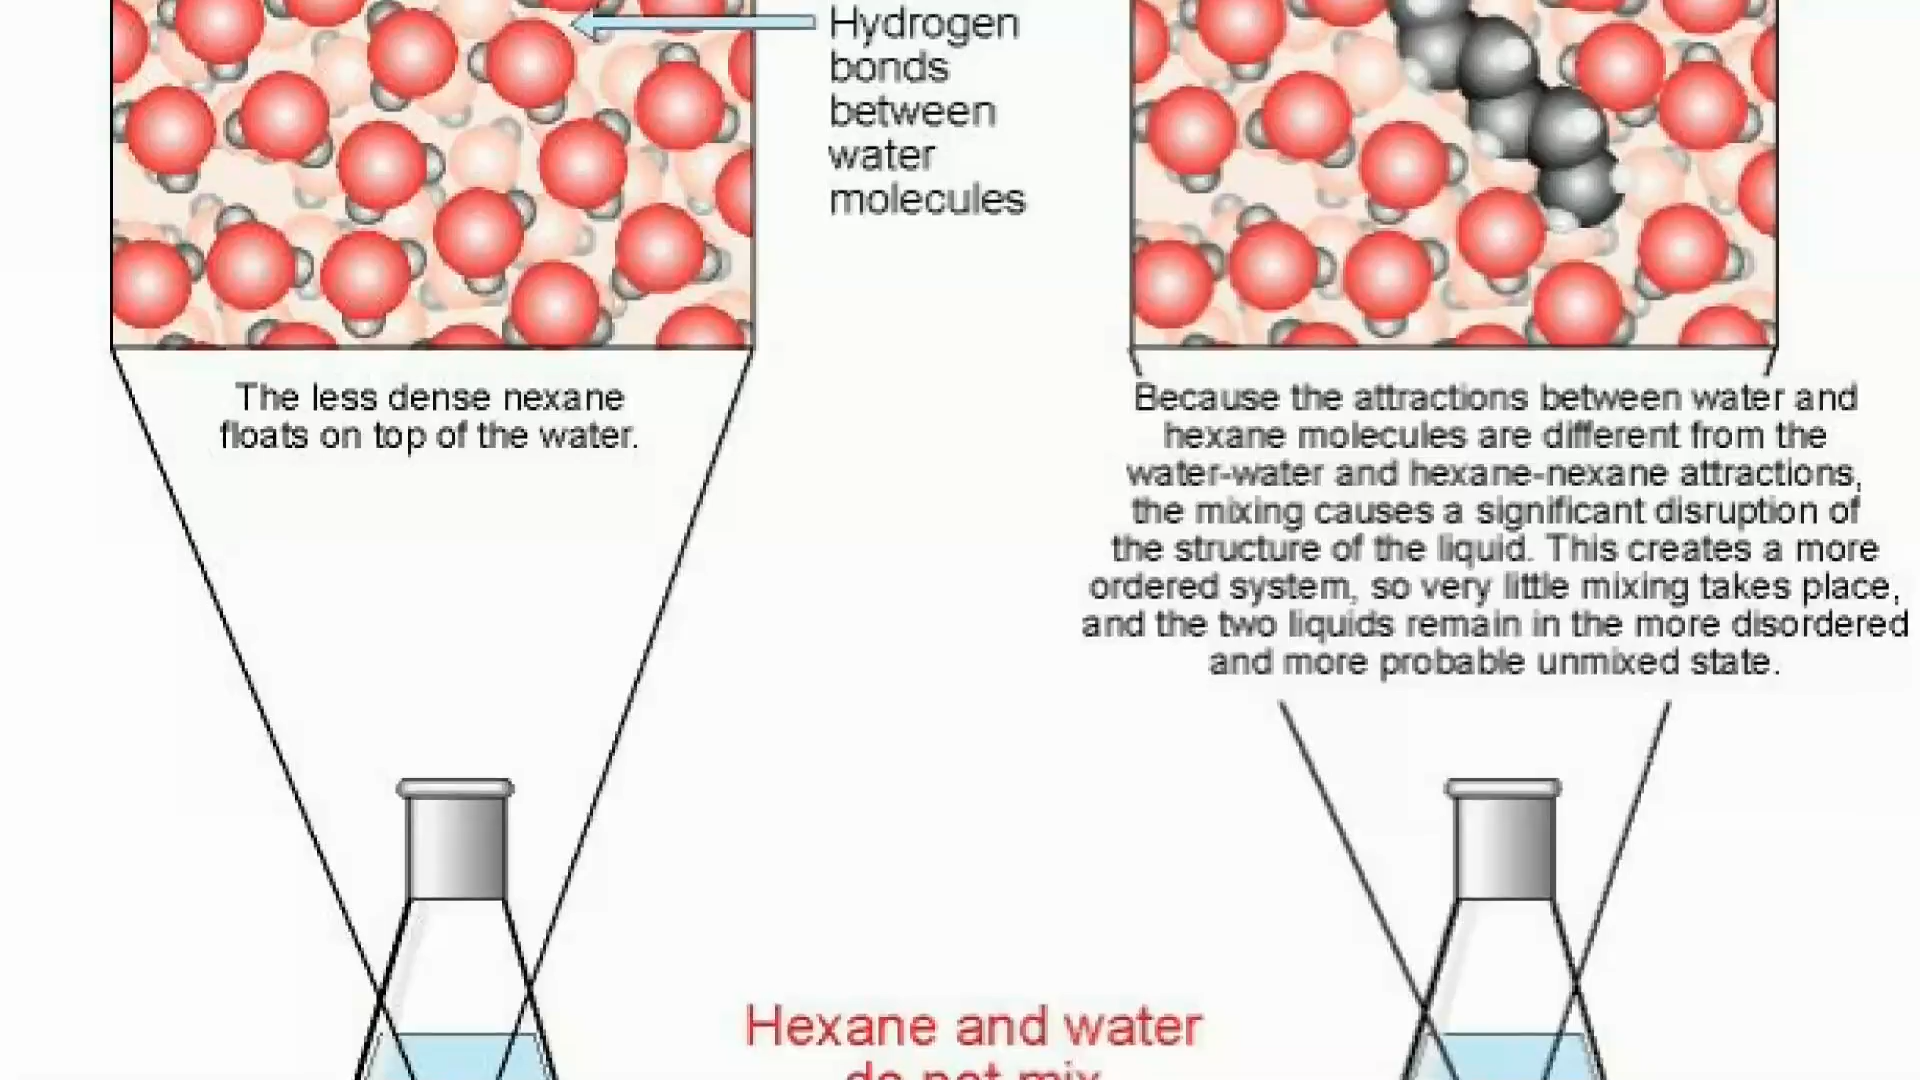 Hydrogen
bonds
between
water
molecules
The less dense nexane
floats on top of the water.
Because the attractions between water and
hexane molecules are different from the
water-water and hexane-nexane attractions,
the mixing causes a significant disruption of
the structure of the liquid. This creates a more
ordered system, so very little mixing takes place,
and the two liquids remain in the more disordered
and more probable unmixed state.
Hexane and water
do not mix